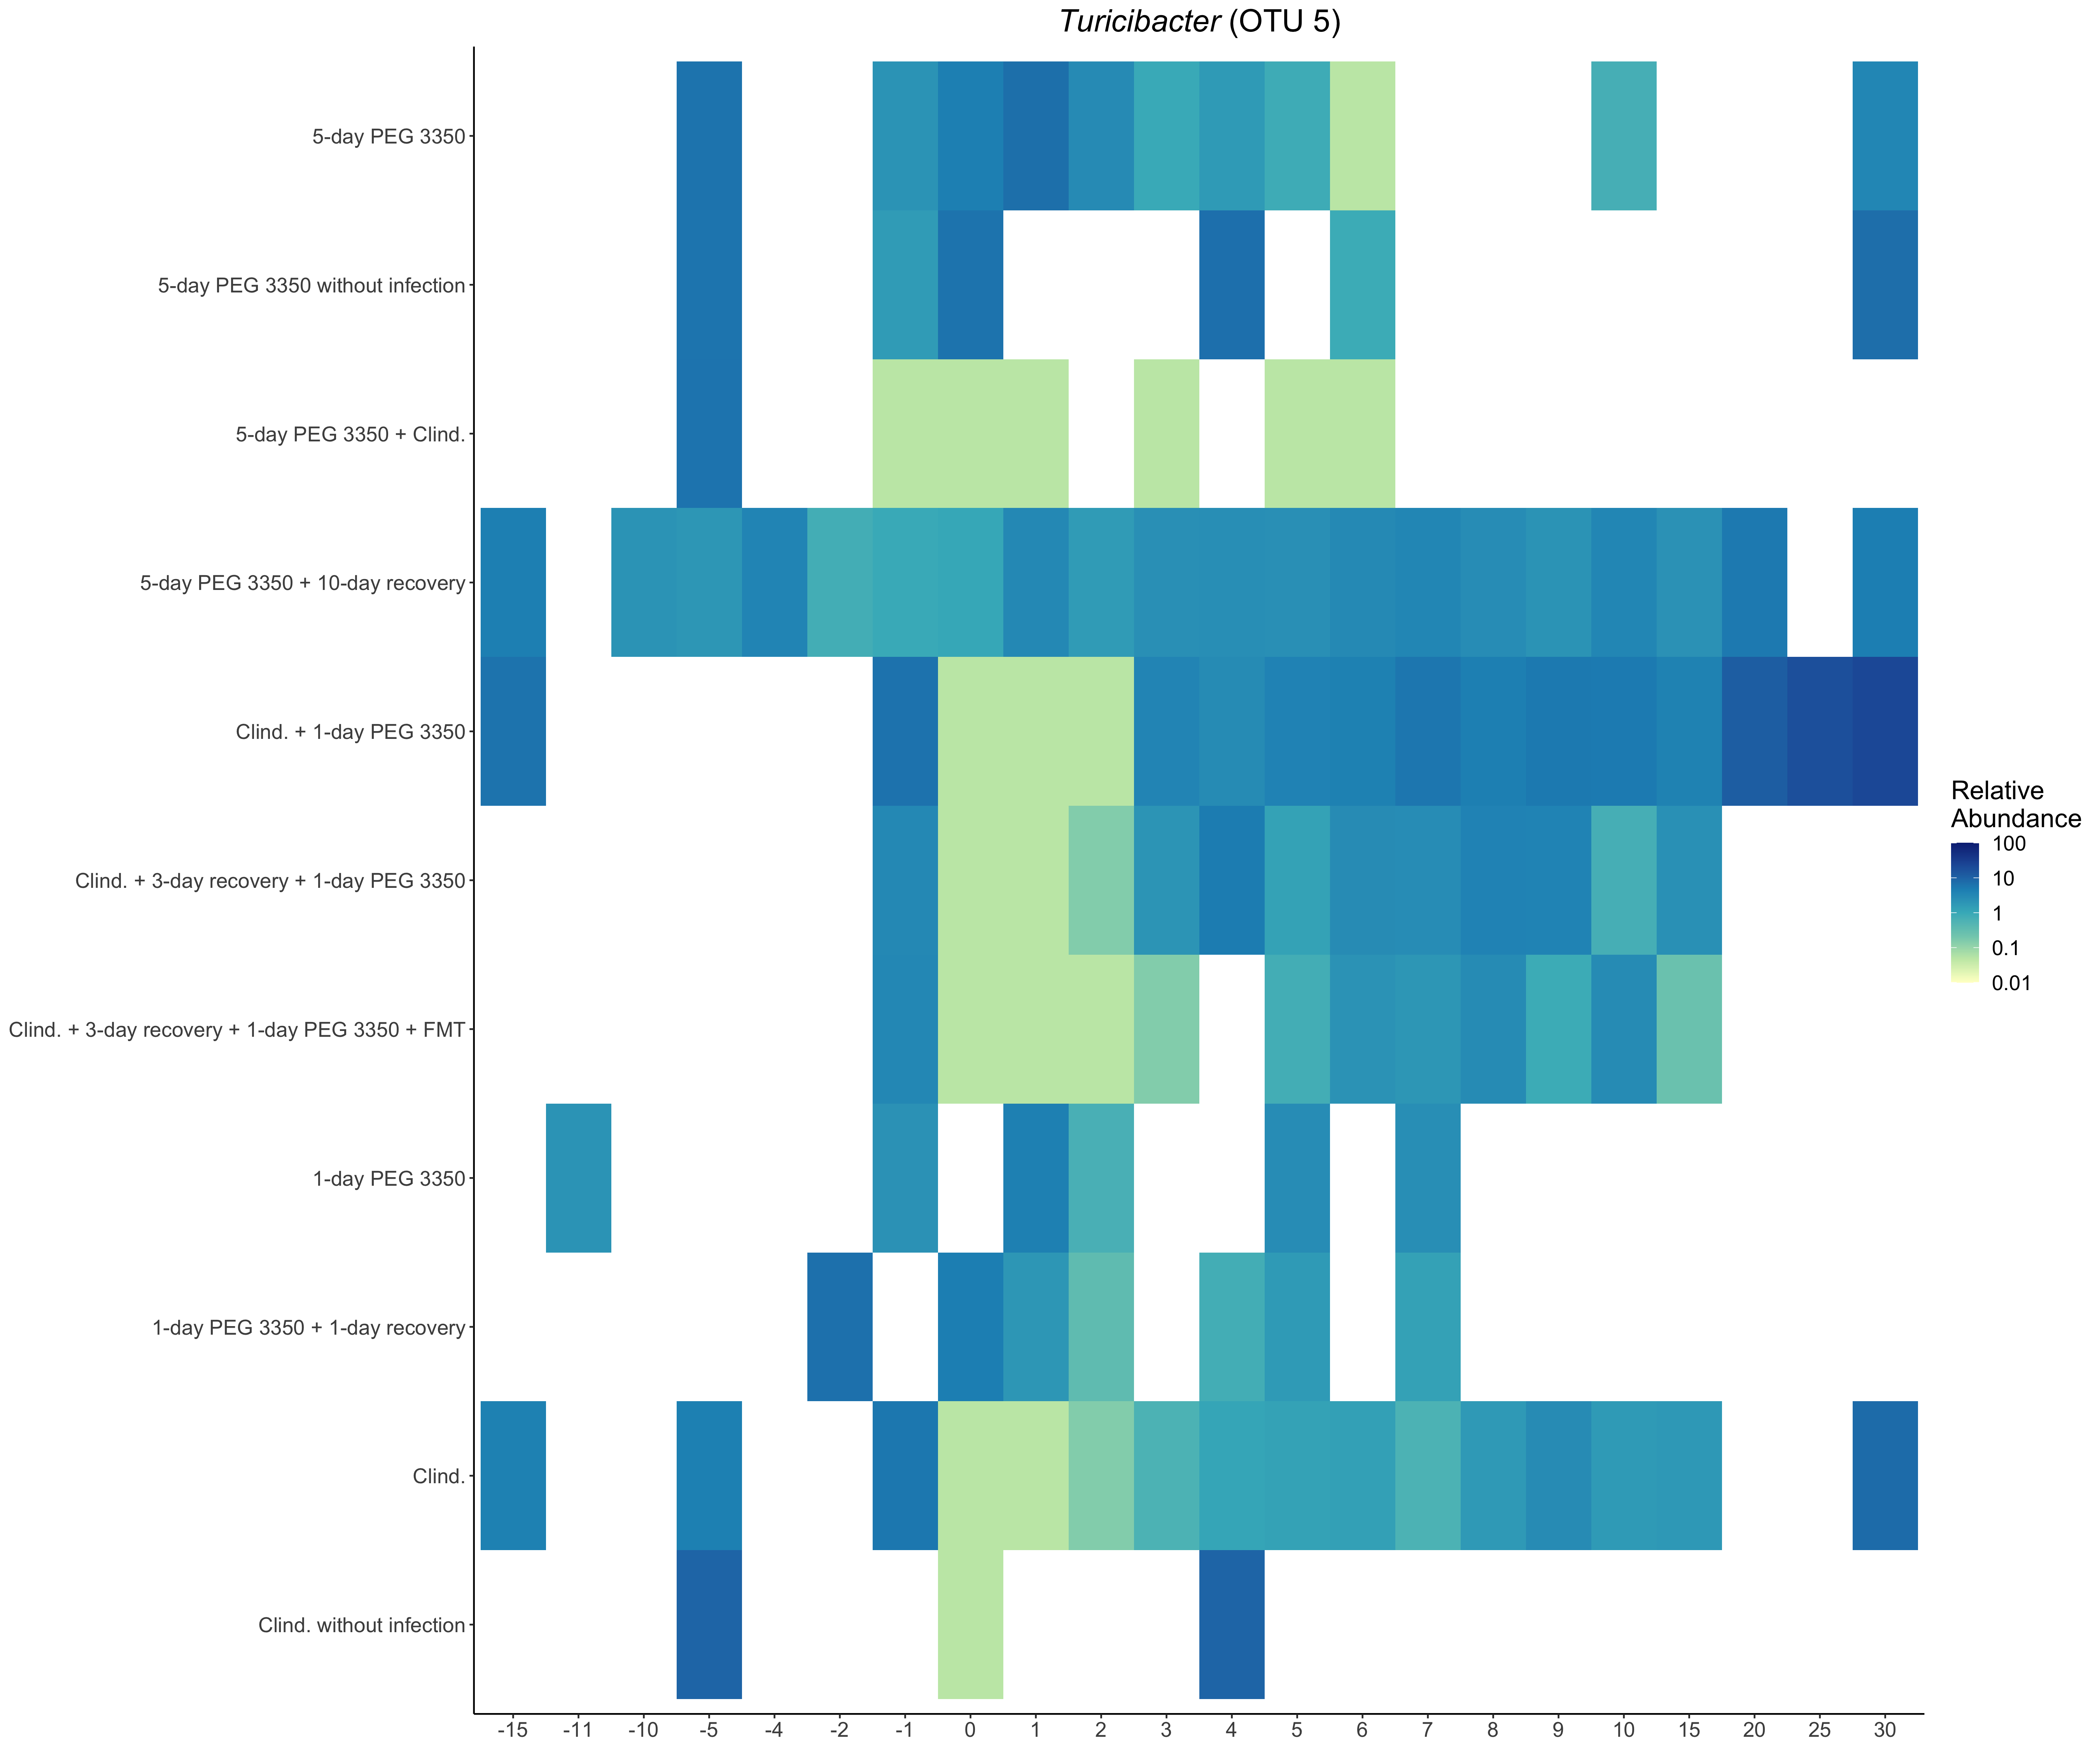 Turicibacter (OTU 5)
5-day PEG 3350
5-day PEG 3350 without infection
5-day PEG 3350 + Clind.
5-day PEG 3350 + 10-day recovery
Clind. + 1-day PEG 3350
Clind. + 3-day recovery + 1-day PEG 3350
Clind. + 3-day recovery + 1-day PEG 3350 + FMT
1-day PEG 3350
1-day PEG 3350 + 1-day recovery
Clind.
Clind. without infection
-15 -11 -10 -5 -4 -2 -1 0 1 2 3 4 5 6 7 8 9 10 15 20 25 30
Relative
Abundance
100
10
1
0.1
0.01